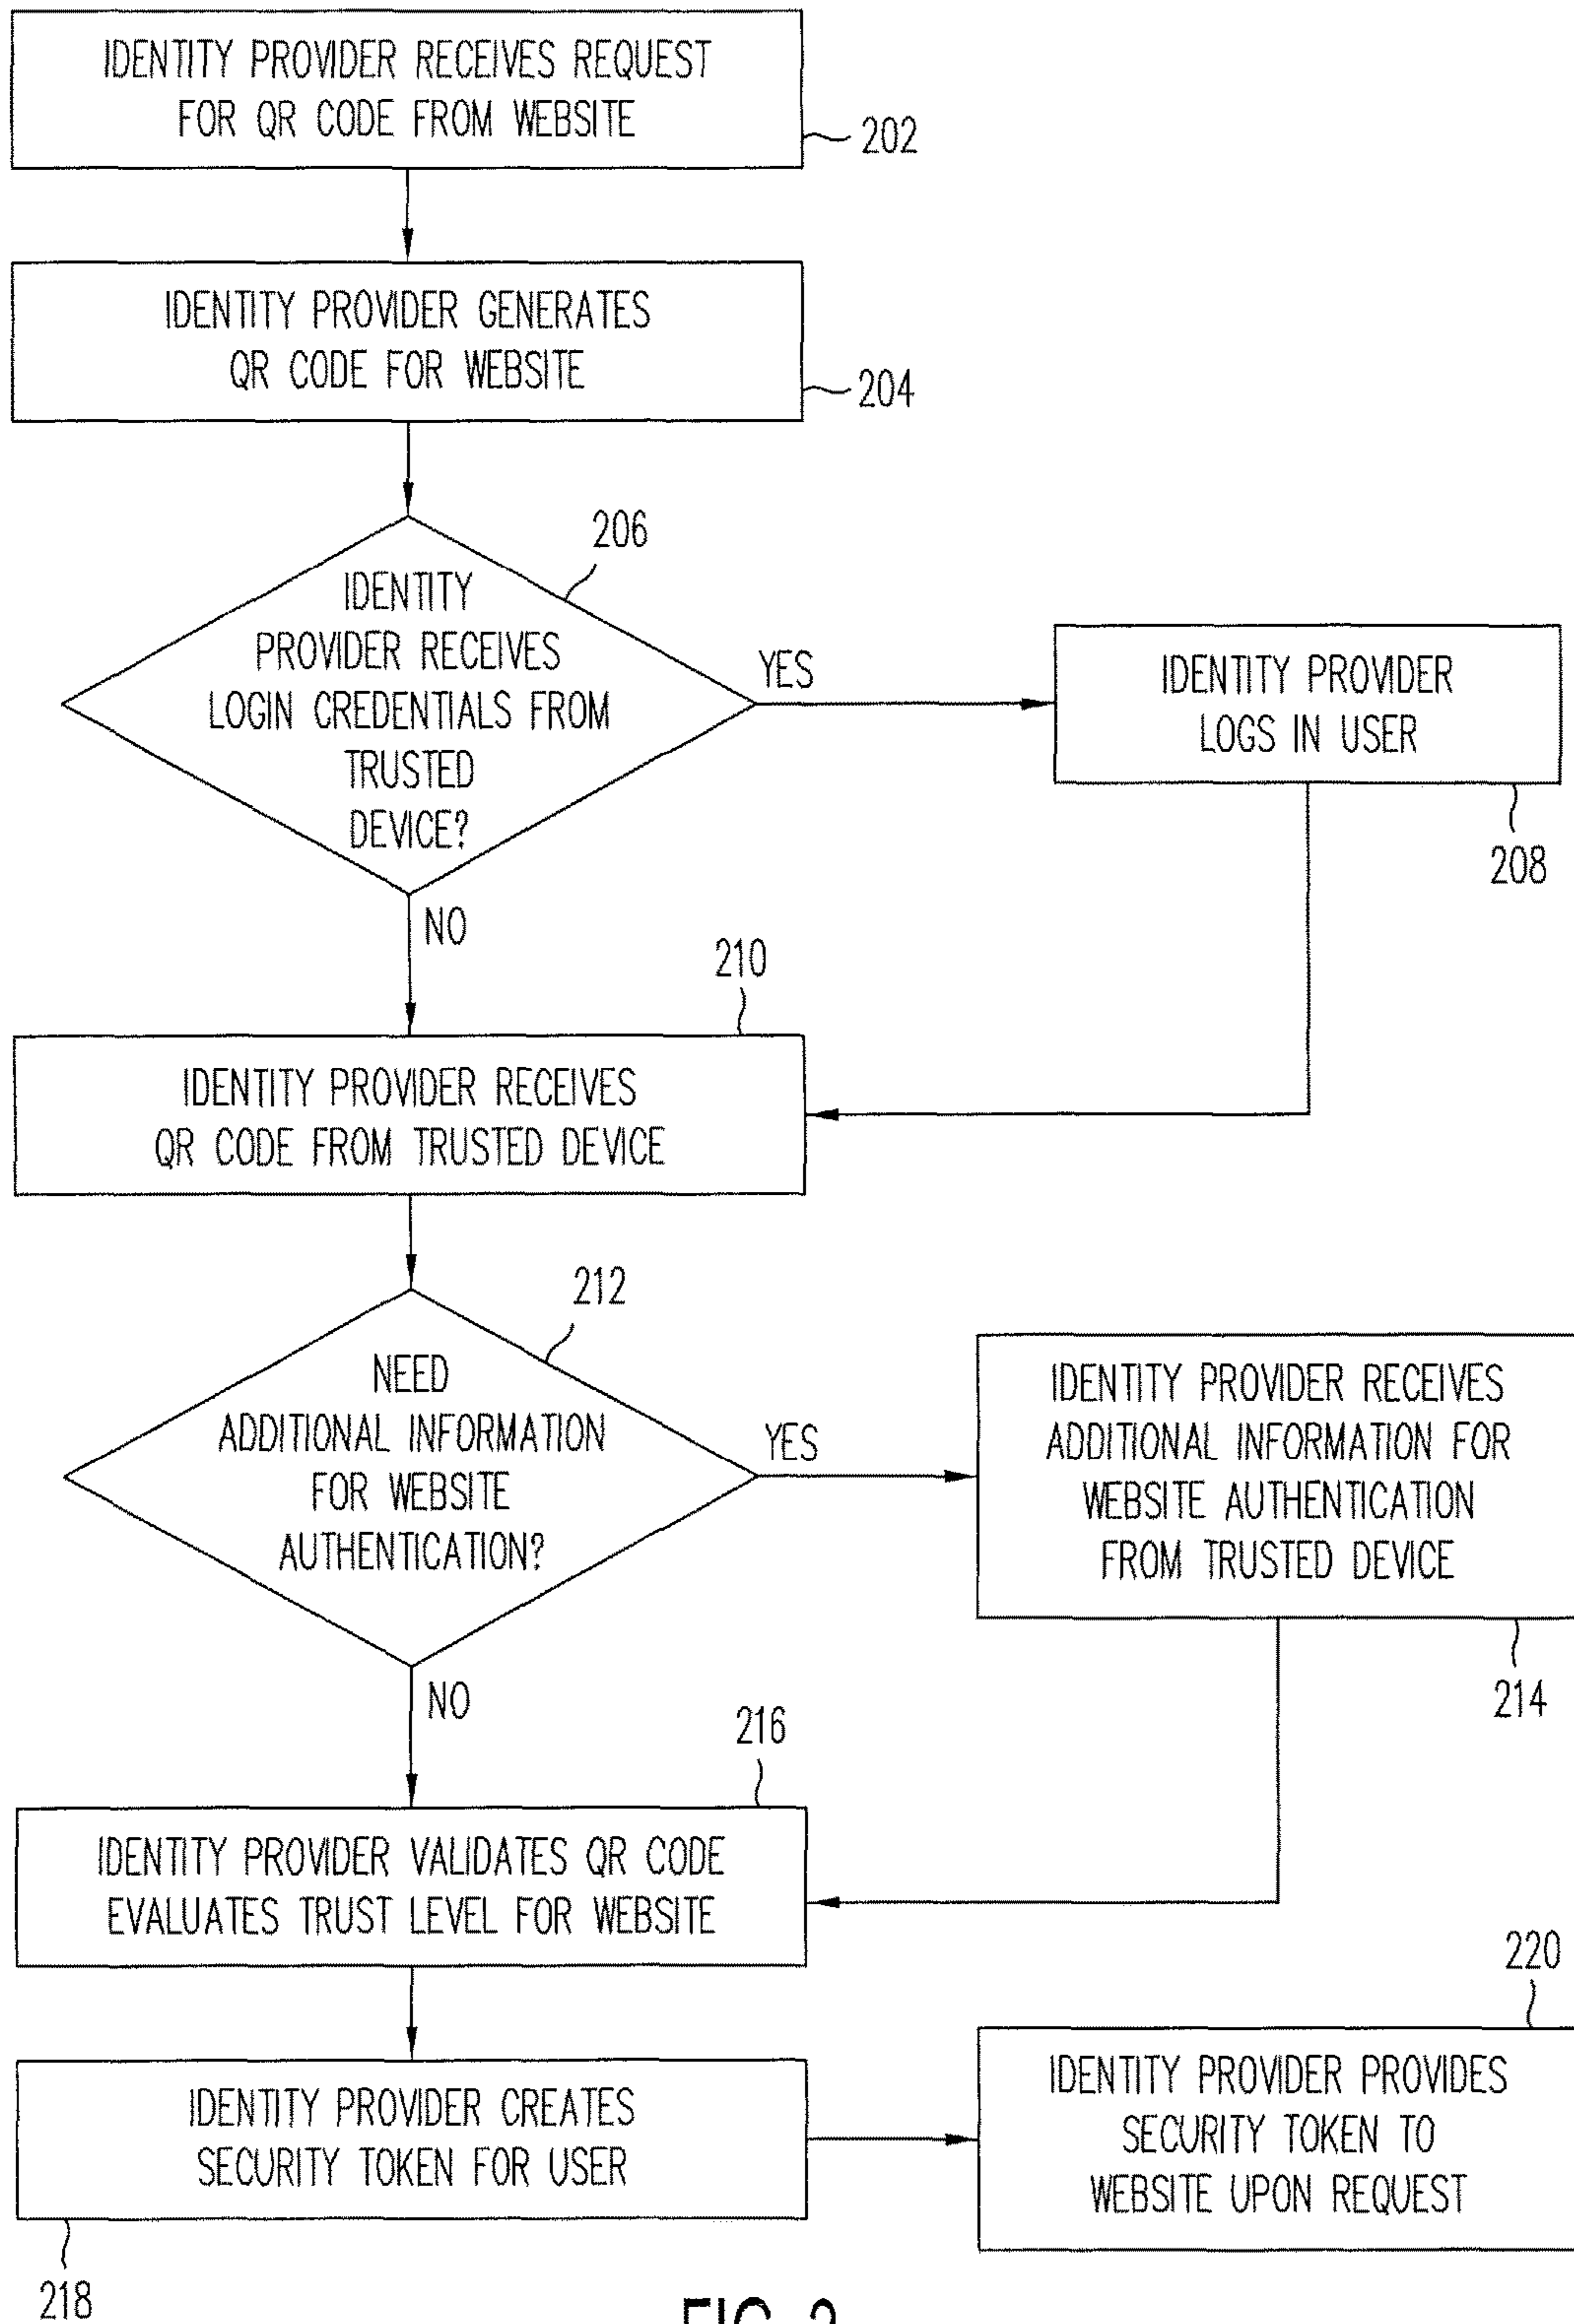 IDENTITY PROVIDER RECEIVES REQUEST
FOR QR CODE FROM WEBSITE
202
IDENTITY PROVIDER GENERATES
QR CODE FOR WEBSITE
204
206
IDENTITY
PROVIDER RECEIVES
LOGIN CREDENTIALS FROM
TRUSTED
DEVICE?
YES
IDENTITY PROVIDER
LOGS IN USER
208
NO
210
IDENTITY PROVIDER RECEIVES
QR CODE FROM TRUSTED DEVICE
212
NEED
ADDITIONAL INFORMATION
FOR WEBSITE
AUTHENTICATION?
YES
IDENTITY PROVIDER RECEIVES
ADDITIONAL INFORMATION FOR
WEBSITE AUTHENTICATION
FROM TRUSTED DEVICE
214
NO
216
IDENTITY PROVIDER VALIDATES QR CODE
EVALUATES TRUST LEVEL FOR WEBSITE
IDENTITY PROVIDER CREATES
SECURITY TOKEN FOR USER
218
220
IDENTITY PROVIDER PROVIDES
SECURITY TOKEN TO
WEBSITE UPON REQUEST
FIG.